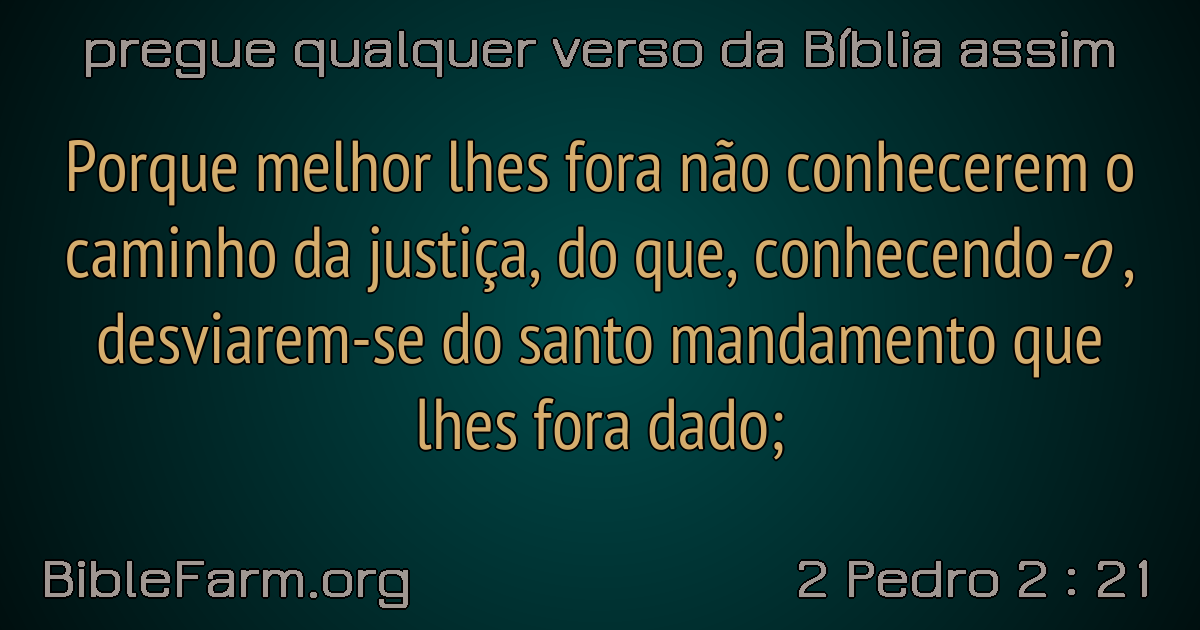 pregue qualquer verso da Bíblia assim
Porque melhor lhes fora não conhecerem o
caminho da justiça, do que, conhecendo-o ,
desviarem-se do santo mandamento que
lhes fora dado;
BibleFarm.org
2 Pedro 2 : 21